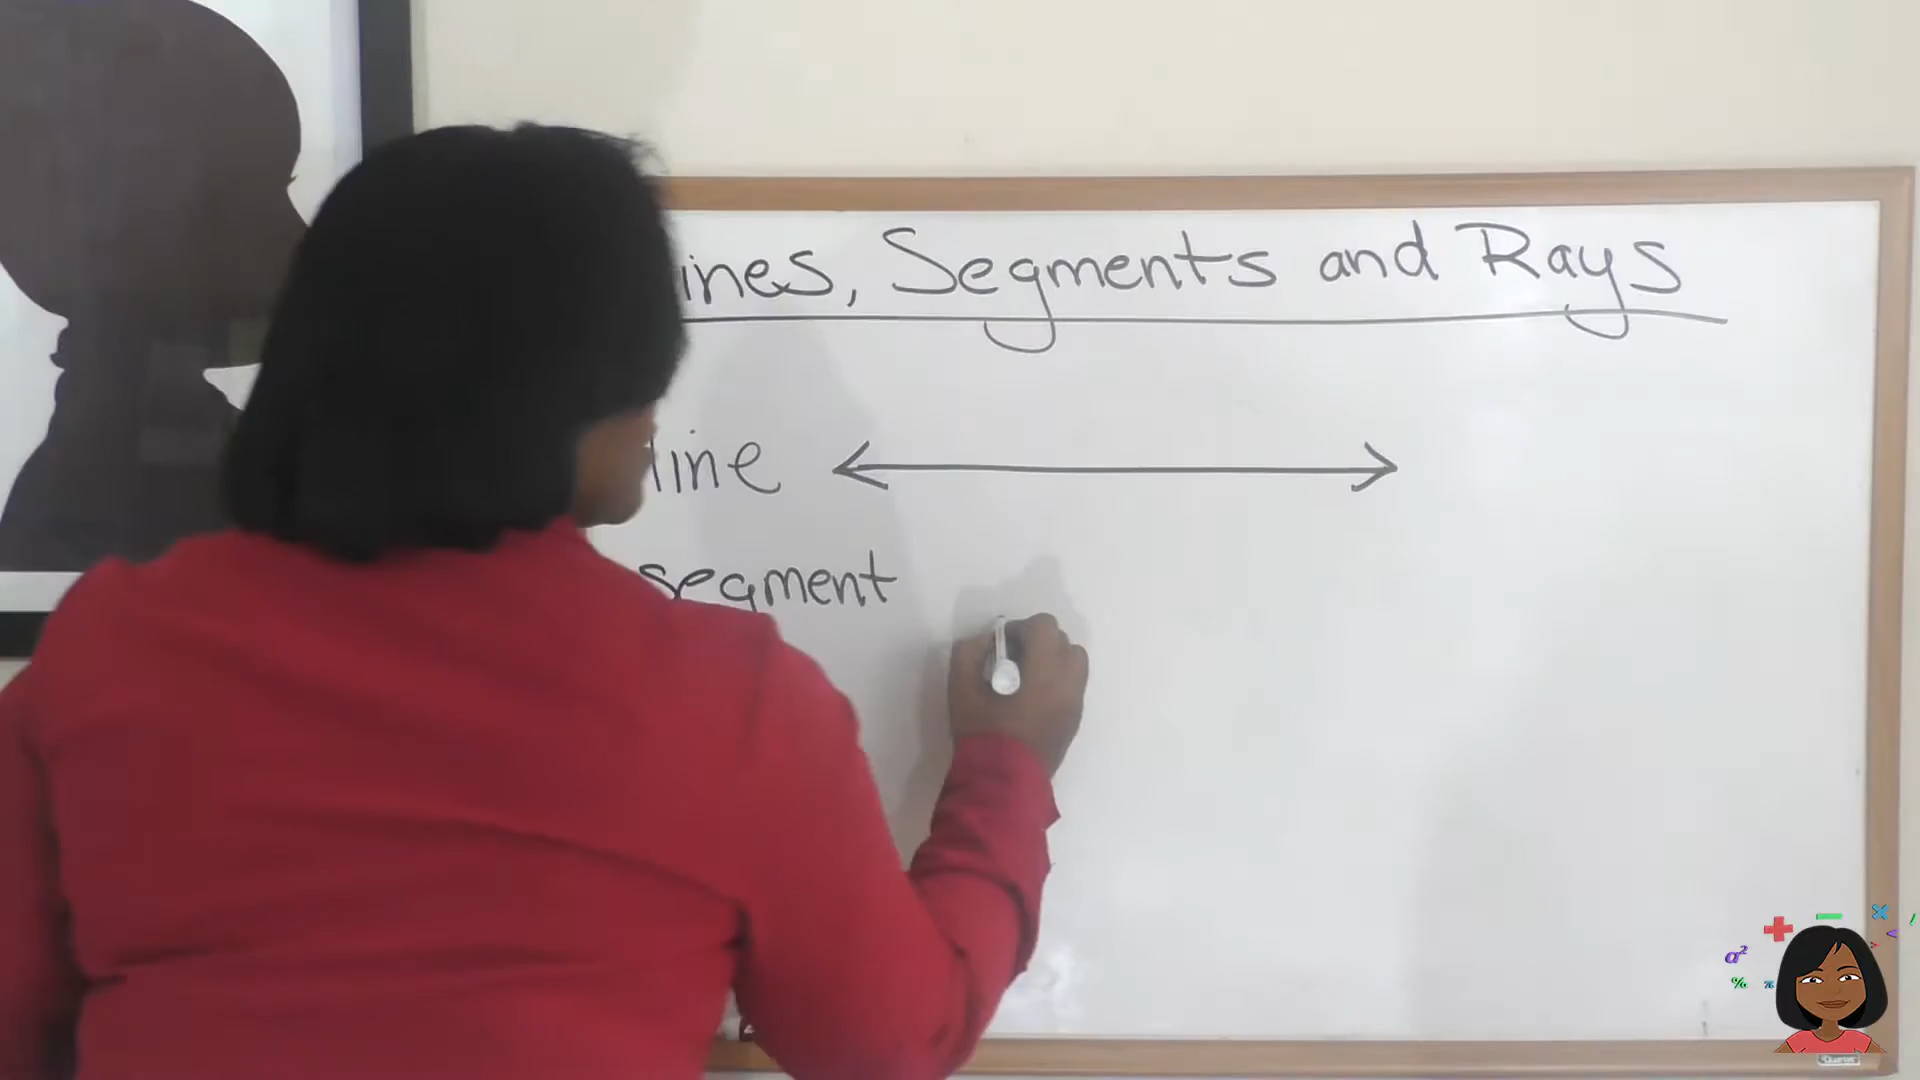 ines, Segments and Rays
line
segment